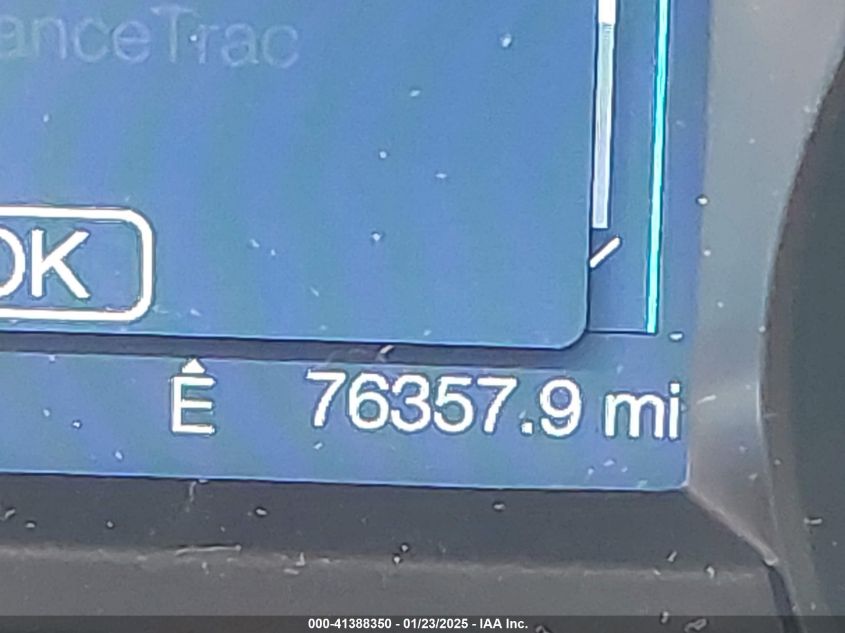 anceTrac
OK
Ê 76357.9 mi
000-41388350 - 01/23/2025 - IAA Inc.